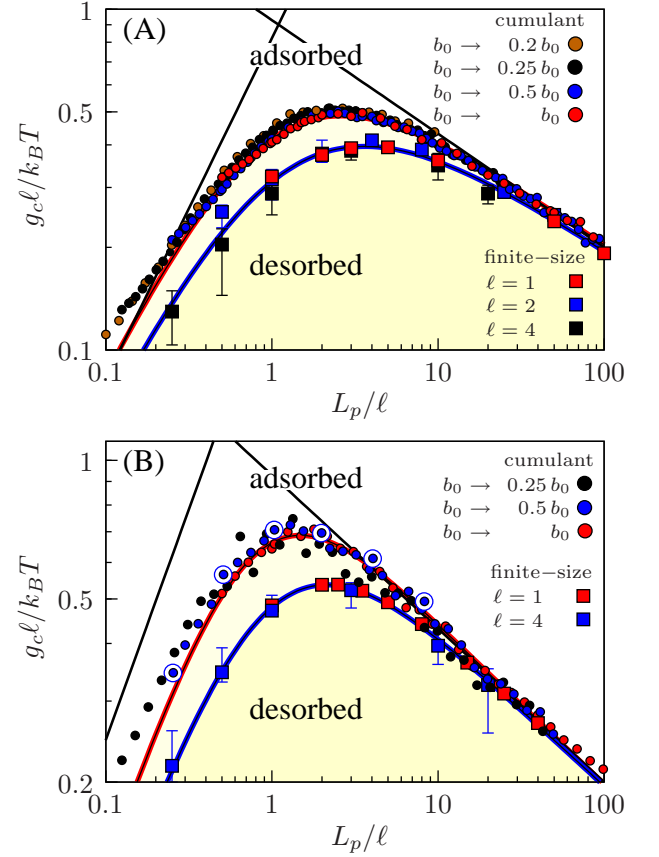 (A)
cumulant
b₀ → 0.2 b₀
b₀ → 0.25 b₀
b₀ → 0.5 b₀
b₀ → b₀
adsorbed
desorbed
finite−size
ℓ = 1
ℓ = 2
ℓ = 4
g_cℓ/k_BT
1
0.5
0.1
0.1 1 10 100
L_p/ℓ
(B)
cumulant
b₀ → 0.25 b₀
b₀ → 0.5 b₀
b₀ → b₀
adsorbed
desorbed
finite−size
ℓ = 1
ℓ = 4
g_cℓ/k_BT
1
0.5
0.2
0.1 1 10 100
L_p/ℓ